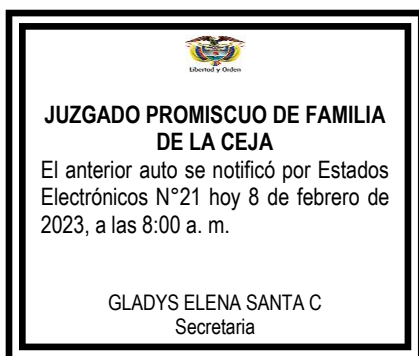 Libertad y Orden
JUZGADO PROMISCUO DE FAMILIA
DE LA CEJA
El anterior auto se notificó por Estados
Electrónicos N°21 hoy 8 de febrero de
2023, a las 8:00 a. m.
GLADYS ELENA SANTA C
Secretaria